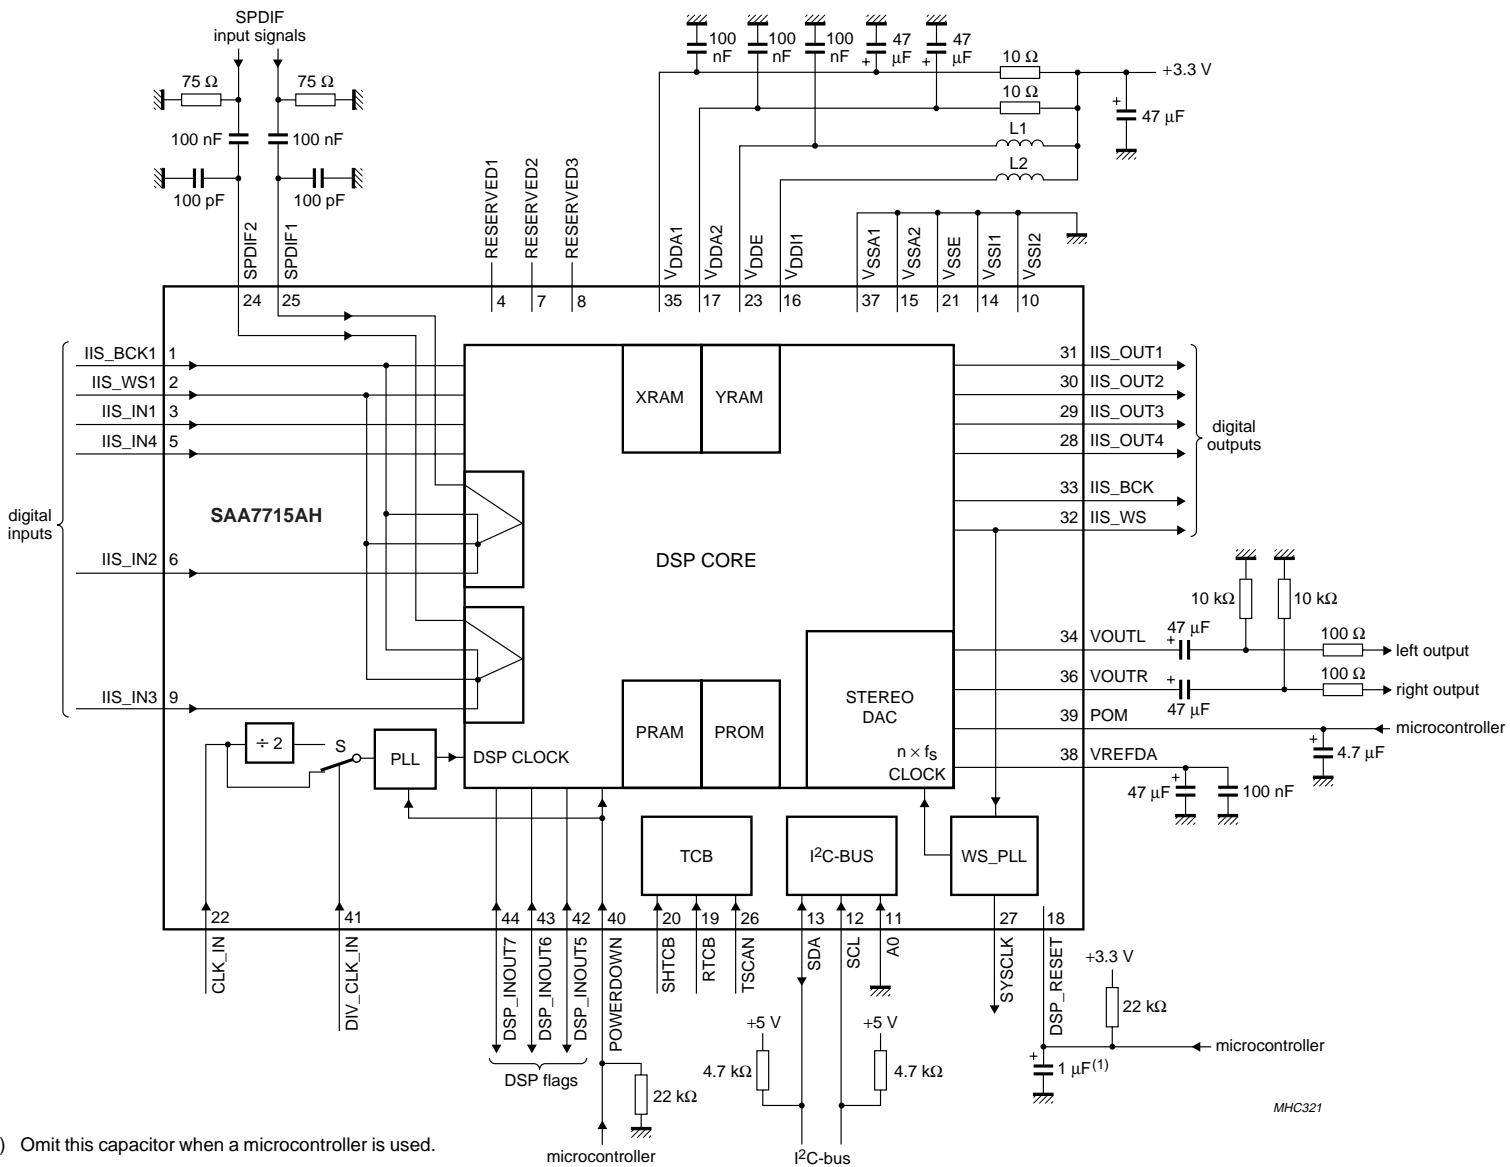 SPDIF
input signals
75 Ω
75 Ω
100 nF
100 nF
100 pF
100 pF
SPDIF2
SPDIF1
24
25
RESERVED1
RESERVED2
RESERVED3
4
7
8
100
nF
100
nF
100
nF
47
μF
+
47
μF
+
10 Ω
+3.3 V
10 Ω
+
47 μF
L1
L2
VDDA1
VDDA2
VDDE
VDDI1
VSSA1
VSSA2
VSSE
VSSI1
VSSI2
35
17
23
16
37
15
21
14
10
digital
inputs
IIS_BCK1 1
IIS_WS1 2
IIS_IN1 3
IIS_IN4 5
IIS_IN2 6
IIS_IN3 9
SAA7715AH
XRAM
YRAM
DSP CORE
PRAM
PROM
STEREO
DAC
n × fs
CLOCK
÷ 2
S
PLL
DSP CLOCK
TCB
I2C-BUS
WS_PLL
31 IIS_OUT1
30 IIS_OUT2
29 IIS_OUT3
28 IIS_OUT4
33 IIS_BCK
32 IIS_WS
digital
outputs
10 kΩ
10 kΩ
34 VOUTL
47 μF
+
100 Ω
left output
36 VOUTR
+
47 μF
100 Ω
right output
39 POM
microcontroller
+
4.7 μF
38 VREFDA
+
47 μF
100 nF
22
41
44
43
42
40
20
19
26
13
12
11
27
18
CLK_IN
DIV_CLK_IN
DSP_INOUT7
DSP_INOUT6
DSP_INOUT5
POWERDOWN
SHTCB
RTCB
TSCAN
SDA
SCL
A0
SYSCLK
DSP_RESET
DSP flags
22 kΩ
microcontroller
+5 V
4.7 kΩ
+5 V
4.7 kΩ
I2C-bus
+3.3 V
22 kΩ
microcontroller
+
1 μF(1)
MHC321
) Omit this capacitor when a microcontroller is used.